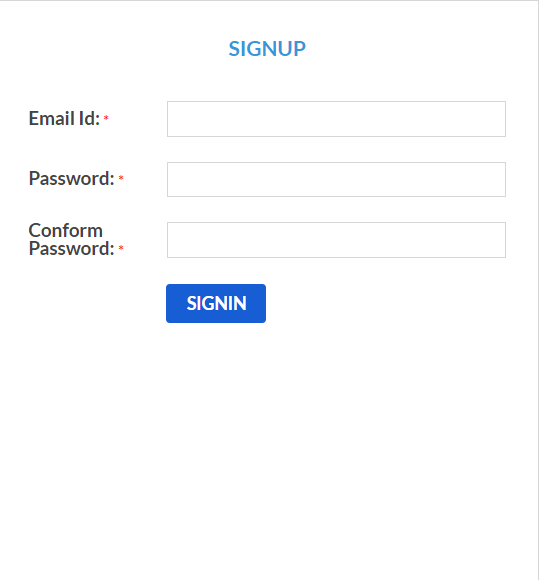 SIGNUP
Email Id: *
Password: *
Conform
Password: *
SIGNIN